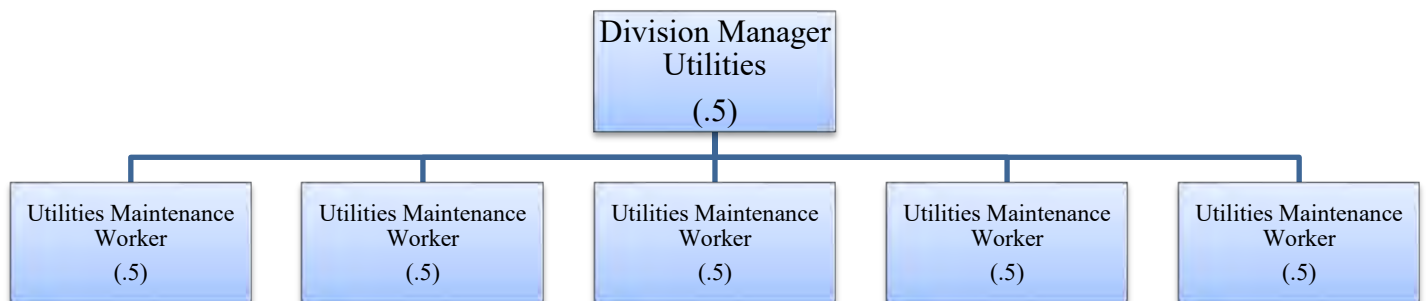 Division Manager
Utilities
(.5)
Utilities Maintenance
Worker
(.5)
Utilities Maintenance
Worker
(.5)
Utilities Maintenance
Worker
(.5)
Utilities Maintenance
Worker
(.5)
Utilities Maintenance
Worker
(.5)